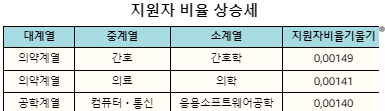 지원자 비율 상승세
대계열 중계열 소계열 지원자비율기울기
의약계열 간호 간호학 0,00149
의약계열 의료 의학 0,00141
공학계열 컴퓨터・통신 응용소프트웨어공학 0,00140